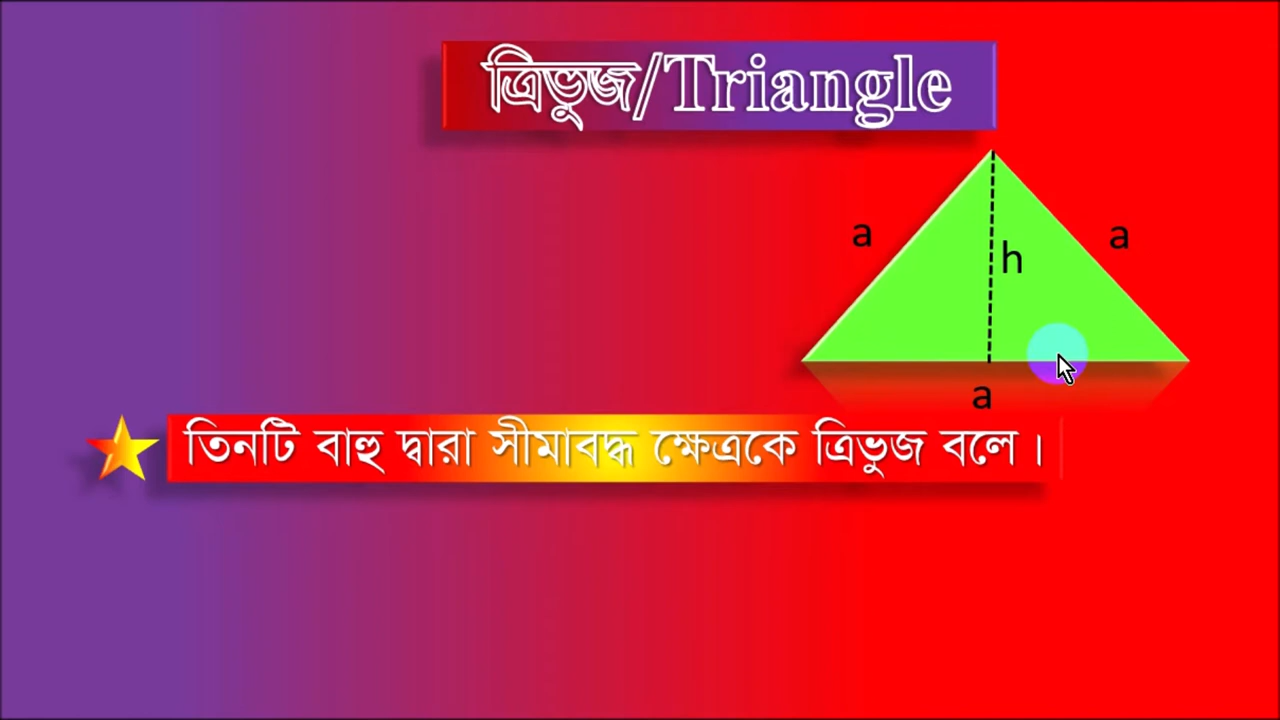 ত্রিভুজ/Triangle
a
a
h
a
তিনটি বাহু দ্বারা সীমাবদ্ধ ক্ষেত্রকে ত্রিভুজ বলে।